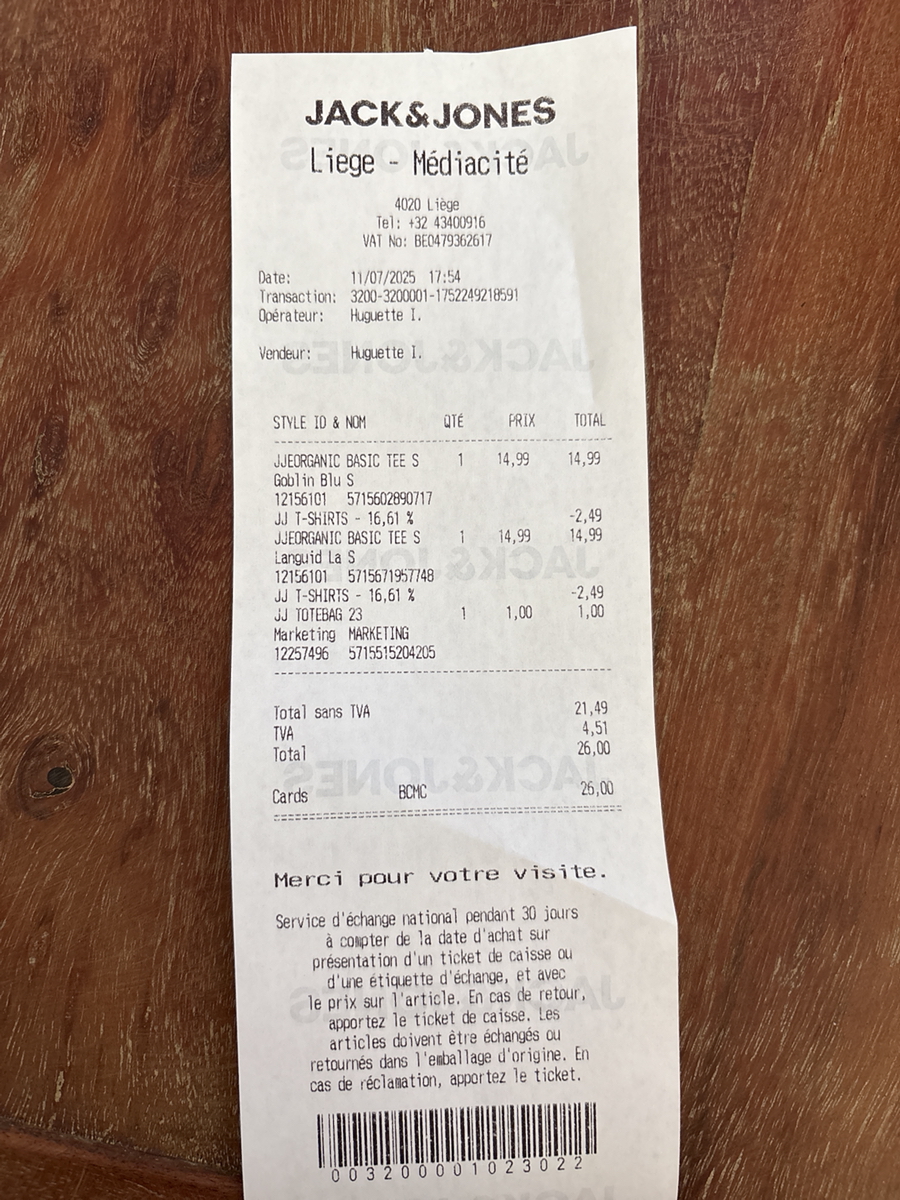 JACK&JONES
Liege - Médiacité
4020 Liège
Tel: +32 43400916
VAT No: BE0479362617
Date: 11/07/2025 17:54
Transaction: 3200-3200001-1752249218591
Opérateur: Huguette I.
Vendeur: Huguette I.
STYLE ID & NOM QTÉ PRIX TOTAL
JJEORGANIC BASIC TEE S 1 14,99 14,99
Goblin Blu S
12156101 5715602890717
JJ T-SHIRTS - 16,61 % -2,49
JJEORGANIC BASIC TEE S 1 14,99 14,99
Languid La S
12156101 5715671957748
JJ T-SHIRTS - 16,61 % -2,49
JJ TOTEBAG 23 1 1,00 1,00
Marketing MARKETING
12257496 5715515204205
Total sans TVA 21,49
TVA 4,51
Total 26,00
Cards BCMC 26,00
Merci pour votre visite.
Service d'échange national pendant 30 jours
à compter de la date d'achat sur
présentation d'un ticket de caisse ou
d'une étiquette d'échange, et avec
le prix sur l'article. En cas de retour,
apportez le ticket de caisse. Les
articles doivent être échangés ou
retournés dans l'emballage d'origine. En
cas de réclamation, apportez le ticket.
003200001023022